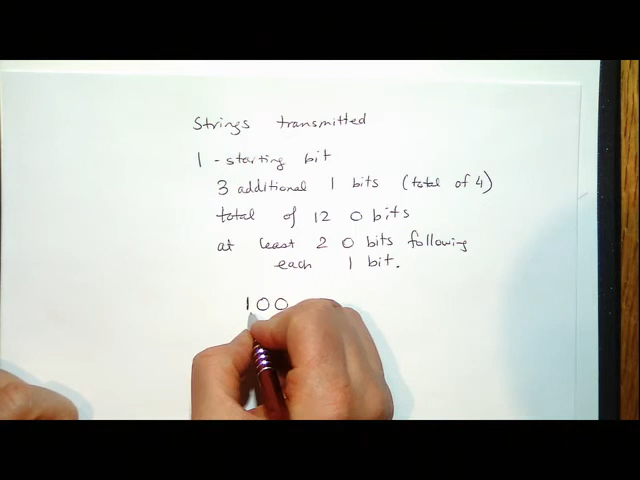 Strings transmitted
1 - starting bit
3 additional 1 bits (total of 4)
total of 12 0 bits
at least 2 0 bits following
each 1 bit.
100